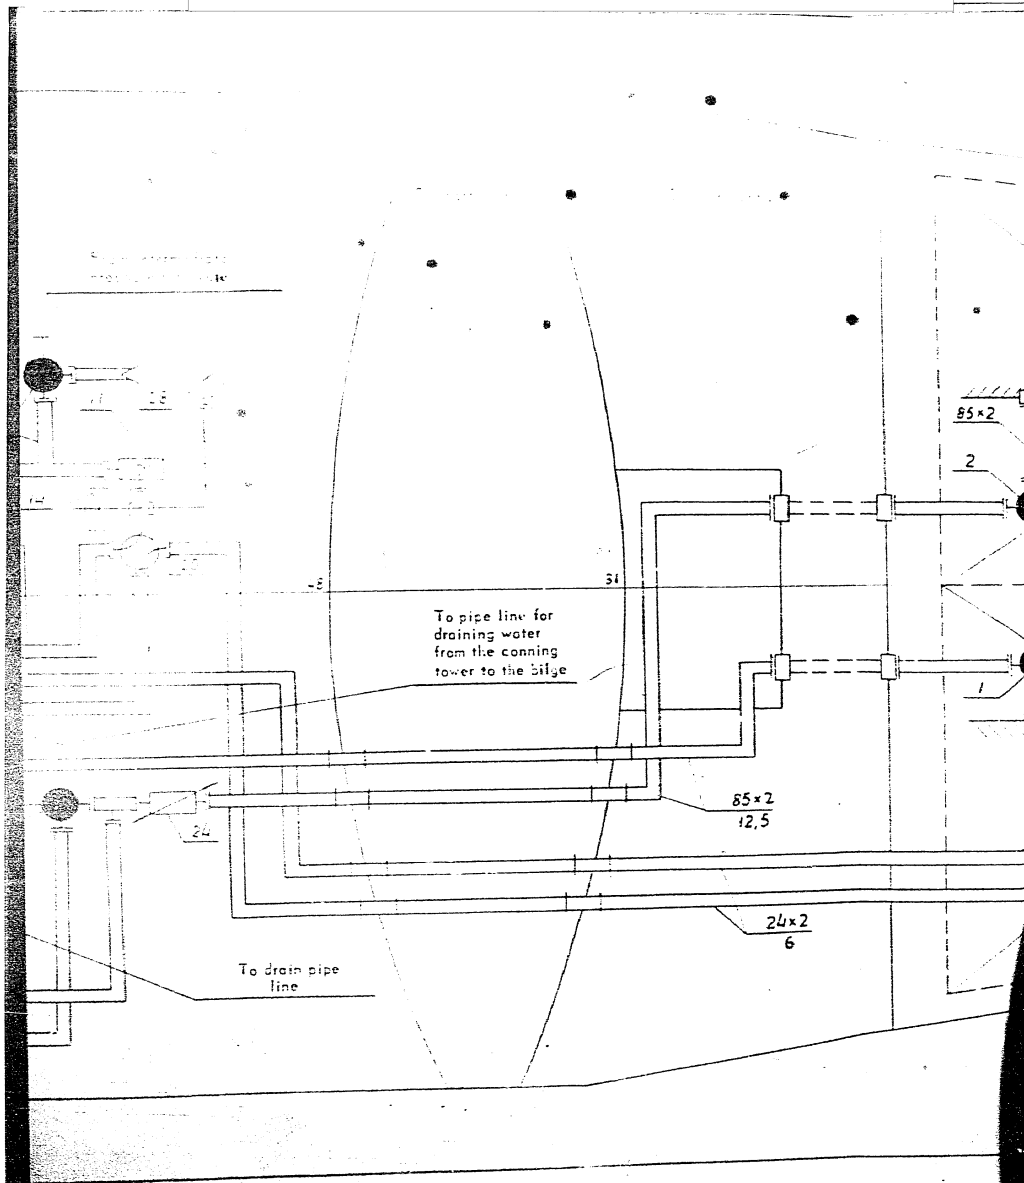 85×2
2
31
To pipe line for
draining water
from the conning
tower to the bilge
1
85×2
12,5
24
24×2
6
To drain pipe
line